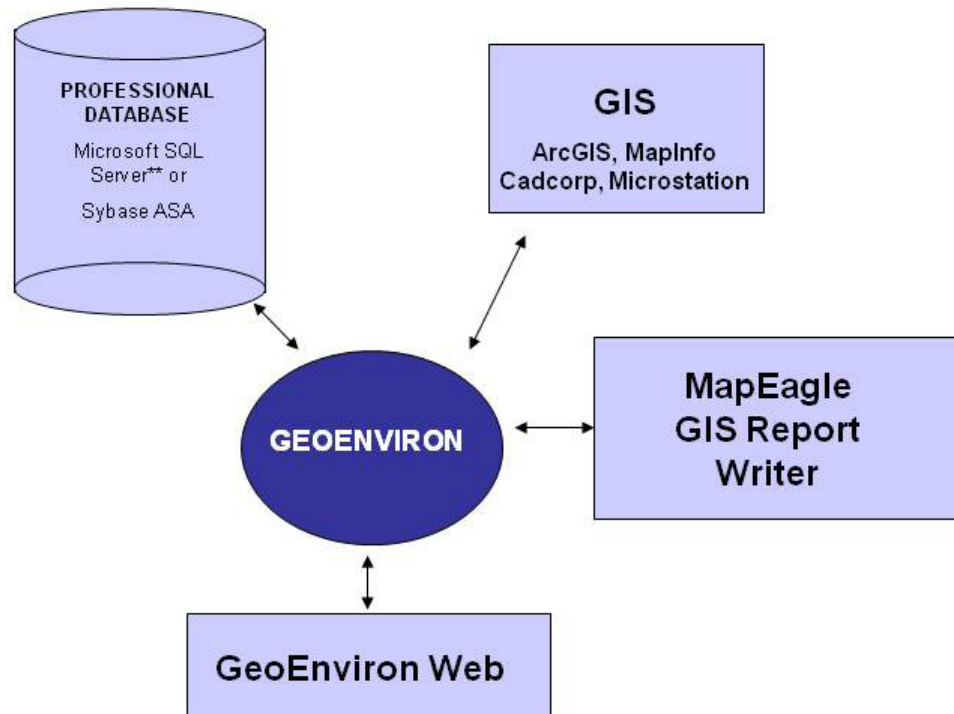 PROFESSIONAL
DATABASE
Microsoft SQL
Server** or
Sybase ASA
GIS
ArcGIS, MapInfo
Cadcorp, Microstation
GEOENVIRON
MapEagle
GIS Report
Writer
GeoEnviron Web